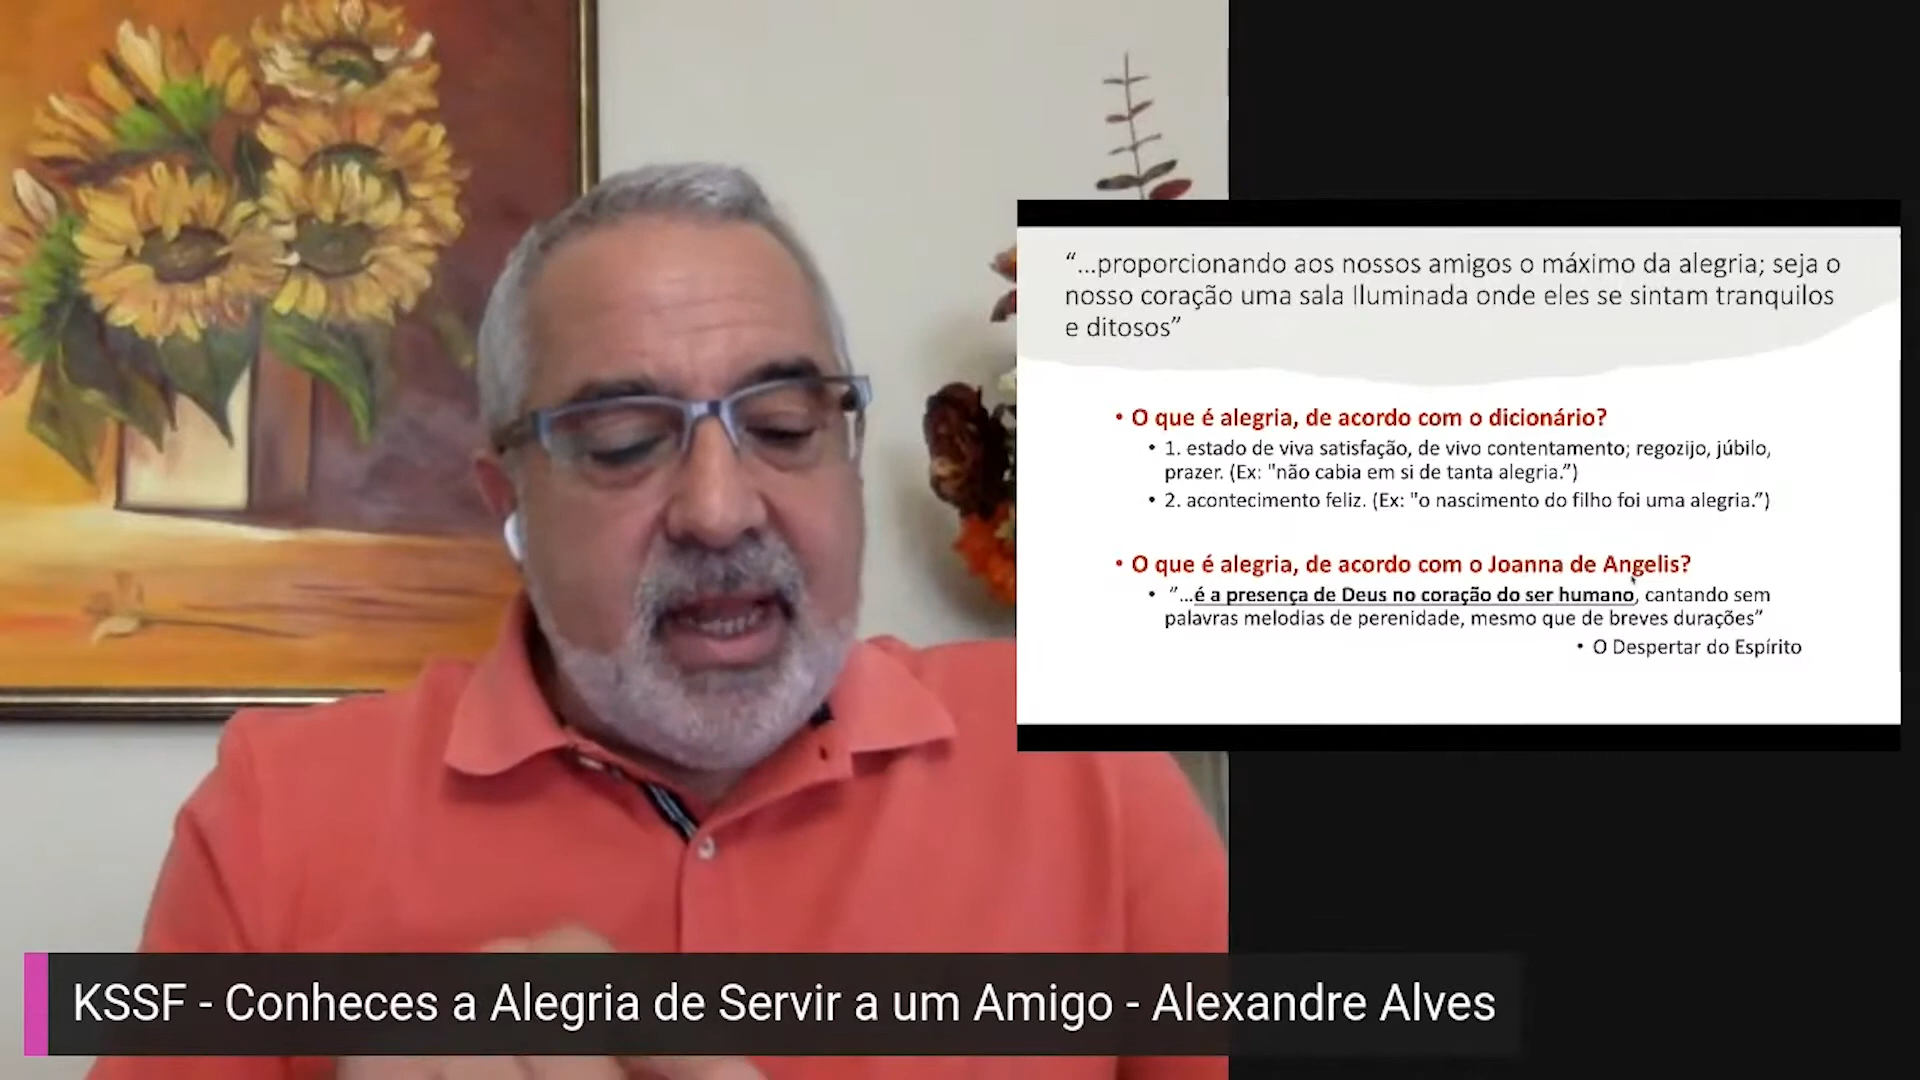 “...proporcionando aos nossos amigos o máximo da alegria; seja o
nosso coração uma sala Iluminada onde eles se sintam tranquilos
e ditosos”
• O que é alegria, de acordo com o dicionário?
• 1. estado de viva satisfação, de vivo contentamento; regozijo, júbilo,
prazer. (Ex: "não cabia em si de tanta alegria.”)
• 2. acontecimento feliz. (Ex: "o nascimento do filho foi uma alegria.”)
• O que é alegria, de acordo com o Joanna de Angelis?
• “...é a presença de Deus no coração do ser humano, cantando sem
palavras melodias de perenidade, mesmo que de breves durações”
• O Despertar do Espírito
KSSF - Conheces a Alegria de Servir a um Amigo - Alexandre Alves